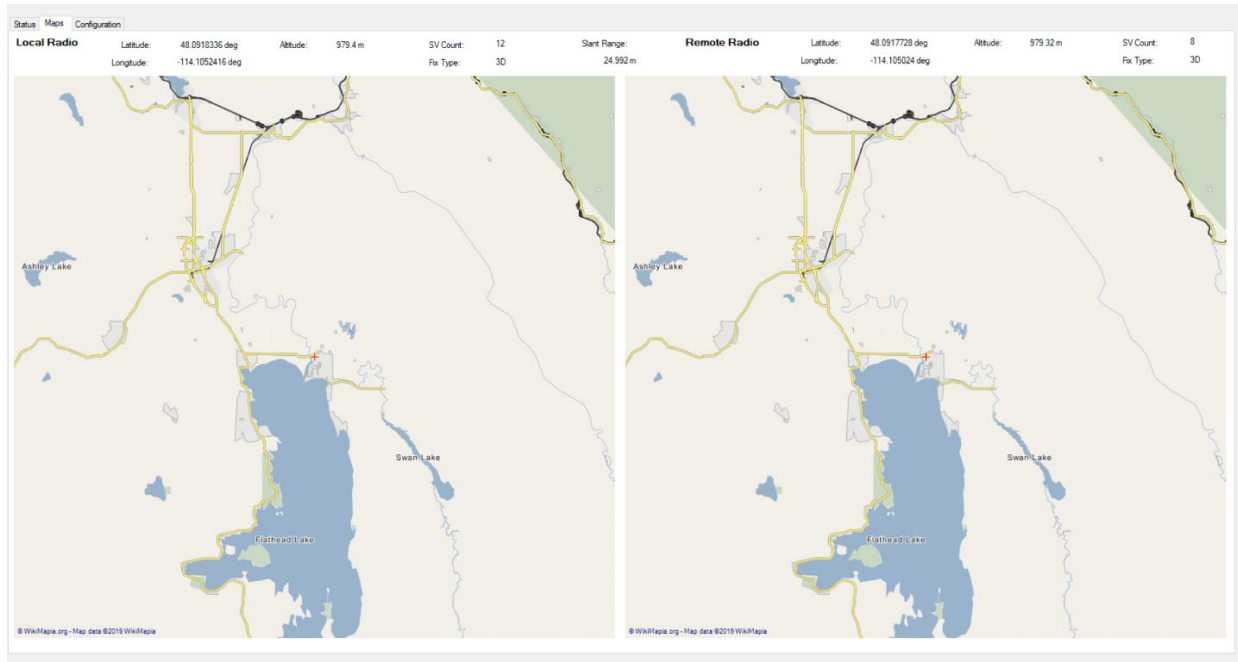 Status Maps Configuration
Local Radio Latitude: 48.0918336 deg Altitude: 979.4 m SV Count: 12 Slant Range: Remote Radio Latitude: 48.0917728 deg Altitude: 979.32 m SV Count: 8
Longitude: -114.1052416 deg Fix Type: 3D 24.992 m Longitude: -114.105024 deg Fix Type: 3D
Ashley Lake Ashley Lake
Swan Lake Swan Lake
Flathead Lake Flathead Lake
© WikiMapia.org - Map data ©2019 WikiMapia © WikiMapia.org - Map data ©2019 WikiMapia